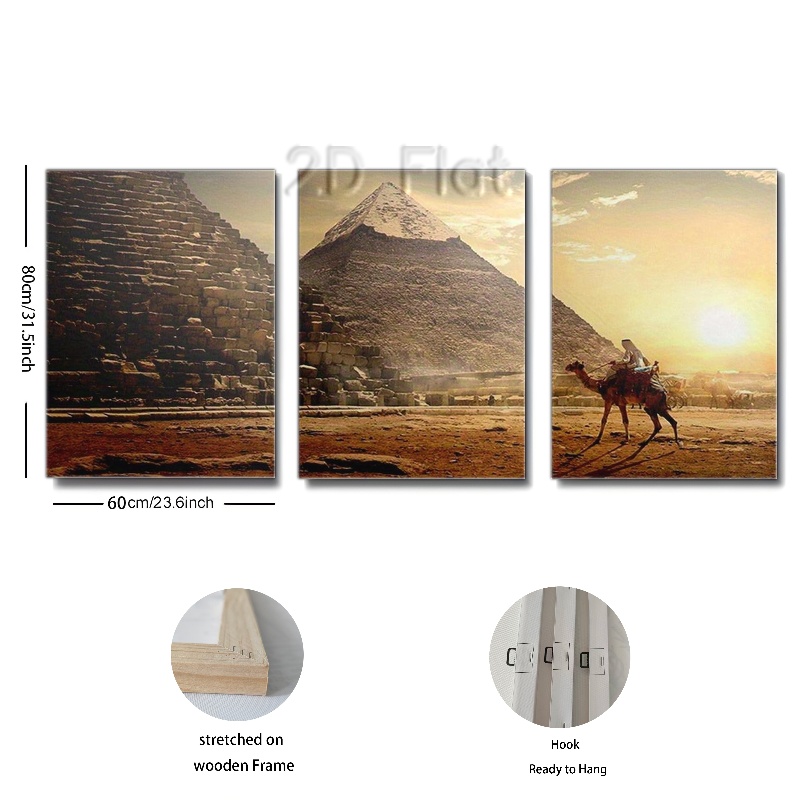 2D Flat
80cm/31.5inch
60cm/23.6inch
stretched on
wooden Frame
Hook
Ready to Hang